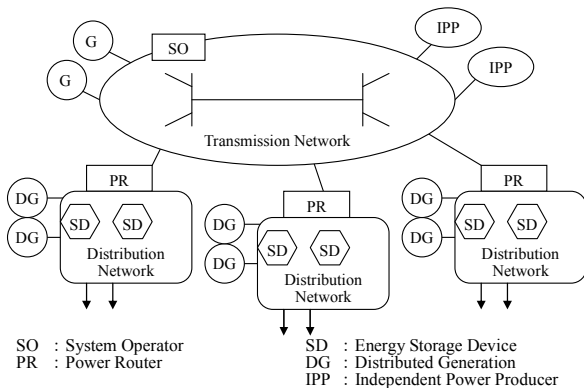 G
SO
IPP
G
IPP
Transmission Network
PR
DG
DG
SD
SD
Distribution
Network
PR
DG
DG
SD
SD
Distribution
Network
PR
DG
DG
SD
SD
Distribution
Network
SO : System Operator
PR : Power Router
SD : Energy Storage Device
DG : Distributed Generation
IPP : Independent Power Producer